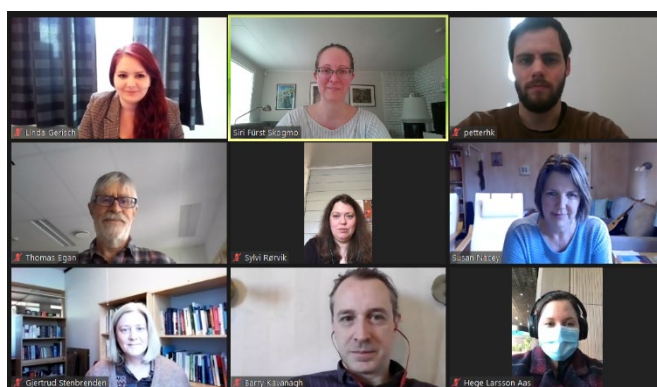 Linda Gerisch
Siri Fürst Skogmo
petterhk
Thomas Egan
Sylvi Rørvik
Susan Nacey
Gjertrud Stenbrenden
Barry Kavanagh
Hege Larsson Aas